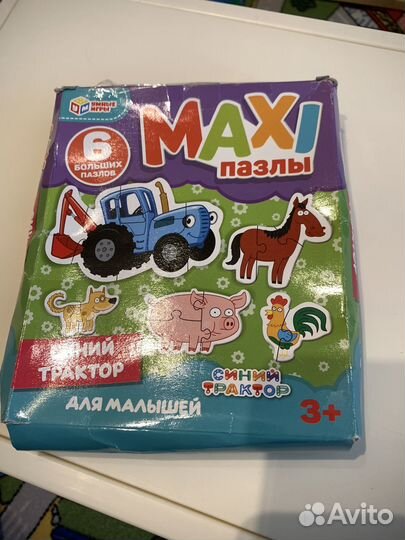 УМНЫЕ
ИГРЫ
MAXI
пазлы
6
БОЛЬШИХ
ПАЗЛОВ
СИНИЙ
ТРАКТОР
СИНИЙ
ТРАКТОР
ДЛЯ МАЛЫШЕЙ
3+
Avito